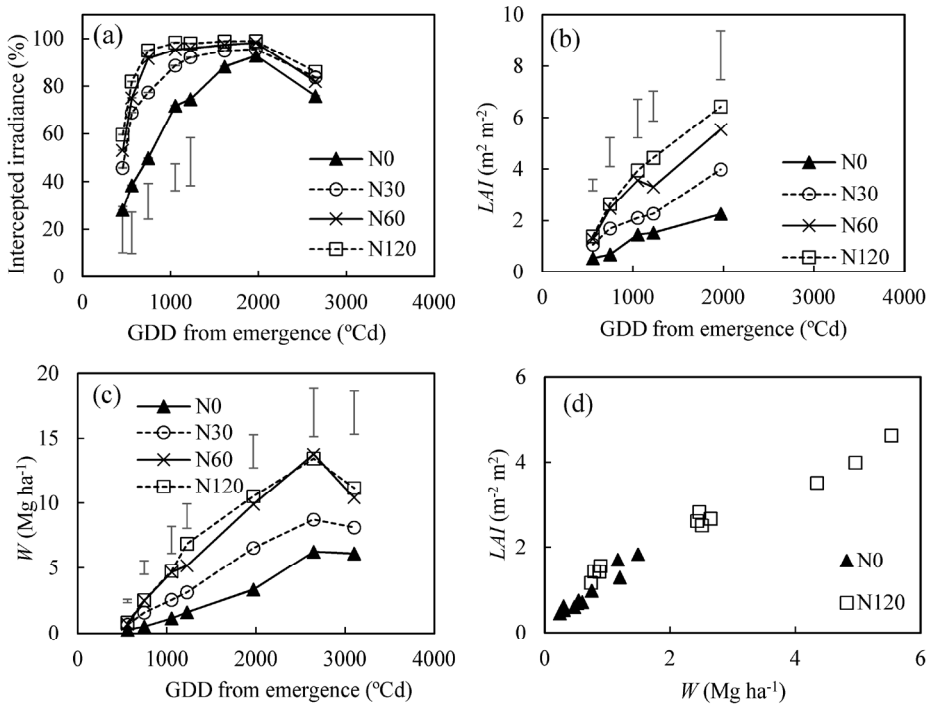 (a)
Intercepted irradiance (%)
100
80
60
40
20
0
N0
N30
N60
N120
0 1000 2000 3000 4000
GDD from emergence (ºCd)
(b)
LAI (m² m⁻²)
10
8
6
4
2
0
N0
N30
N60
N120
0 1000 2000 3000 4000
GDD from emergence (ºCd)
(c)
W (Mg ha⁻¹)
20
15
10
5
0
N0
N30
N60
N120
0 1000 2000 3000 4000
GDD from emergence (ºCd)
(d)
LAI (m⁻² m²)
6
4
2
0
N0
N120
0 2 4 6
W (Mg ha⁻¹)